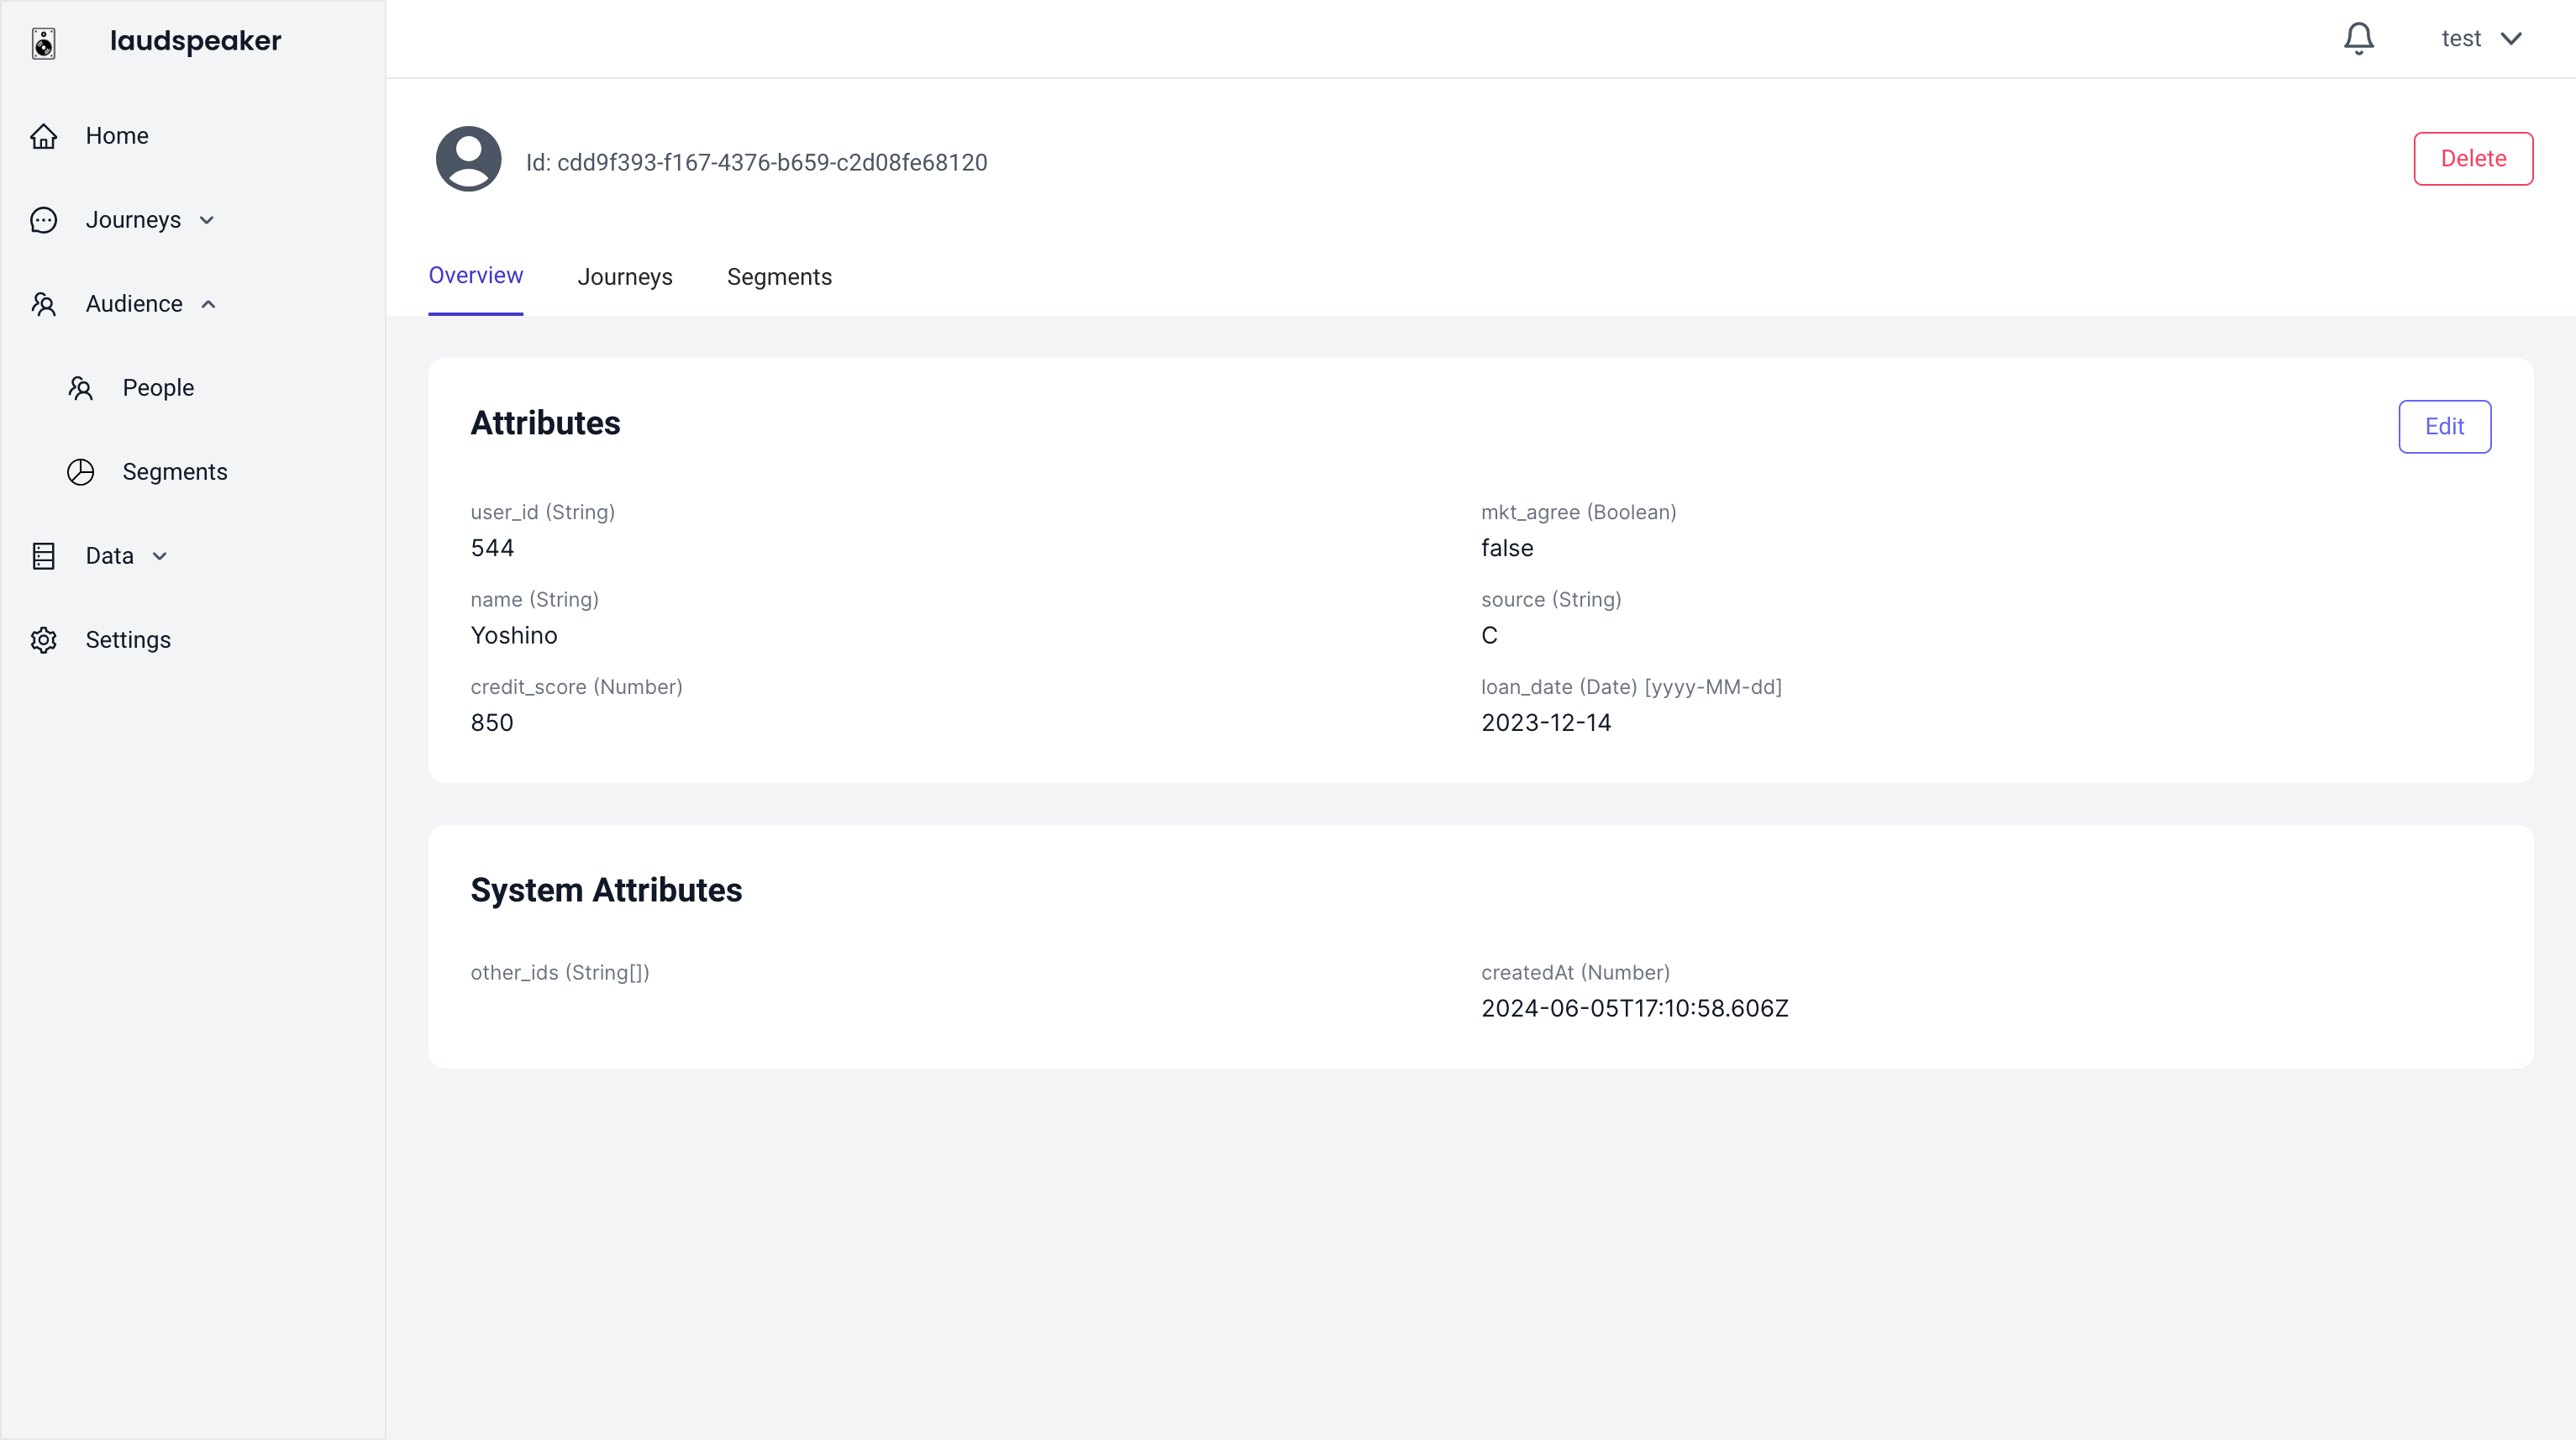 laudspeaker
test
Home
Journeys
Audience
People
Segments
Data
Settings
Id: cdd9f393-f167-4376-b659-c2d08fe68120
Delete
Overview
Journeys
Segments
Attributes
Edit
user_id (String)
544
mkt_agree (Boolean)
false
name (String)
Yoshino
source (String)
C
credit_score (Number)
850
loan_date (Date) [yyyy-MM-dd]
2023-12-14
System Attributes
other_ids (String[])
createdAt (Number)
2024-06-05T17:10:58.606Z